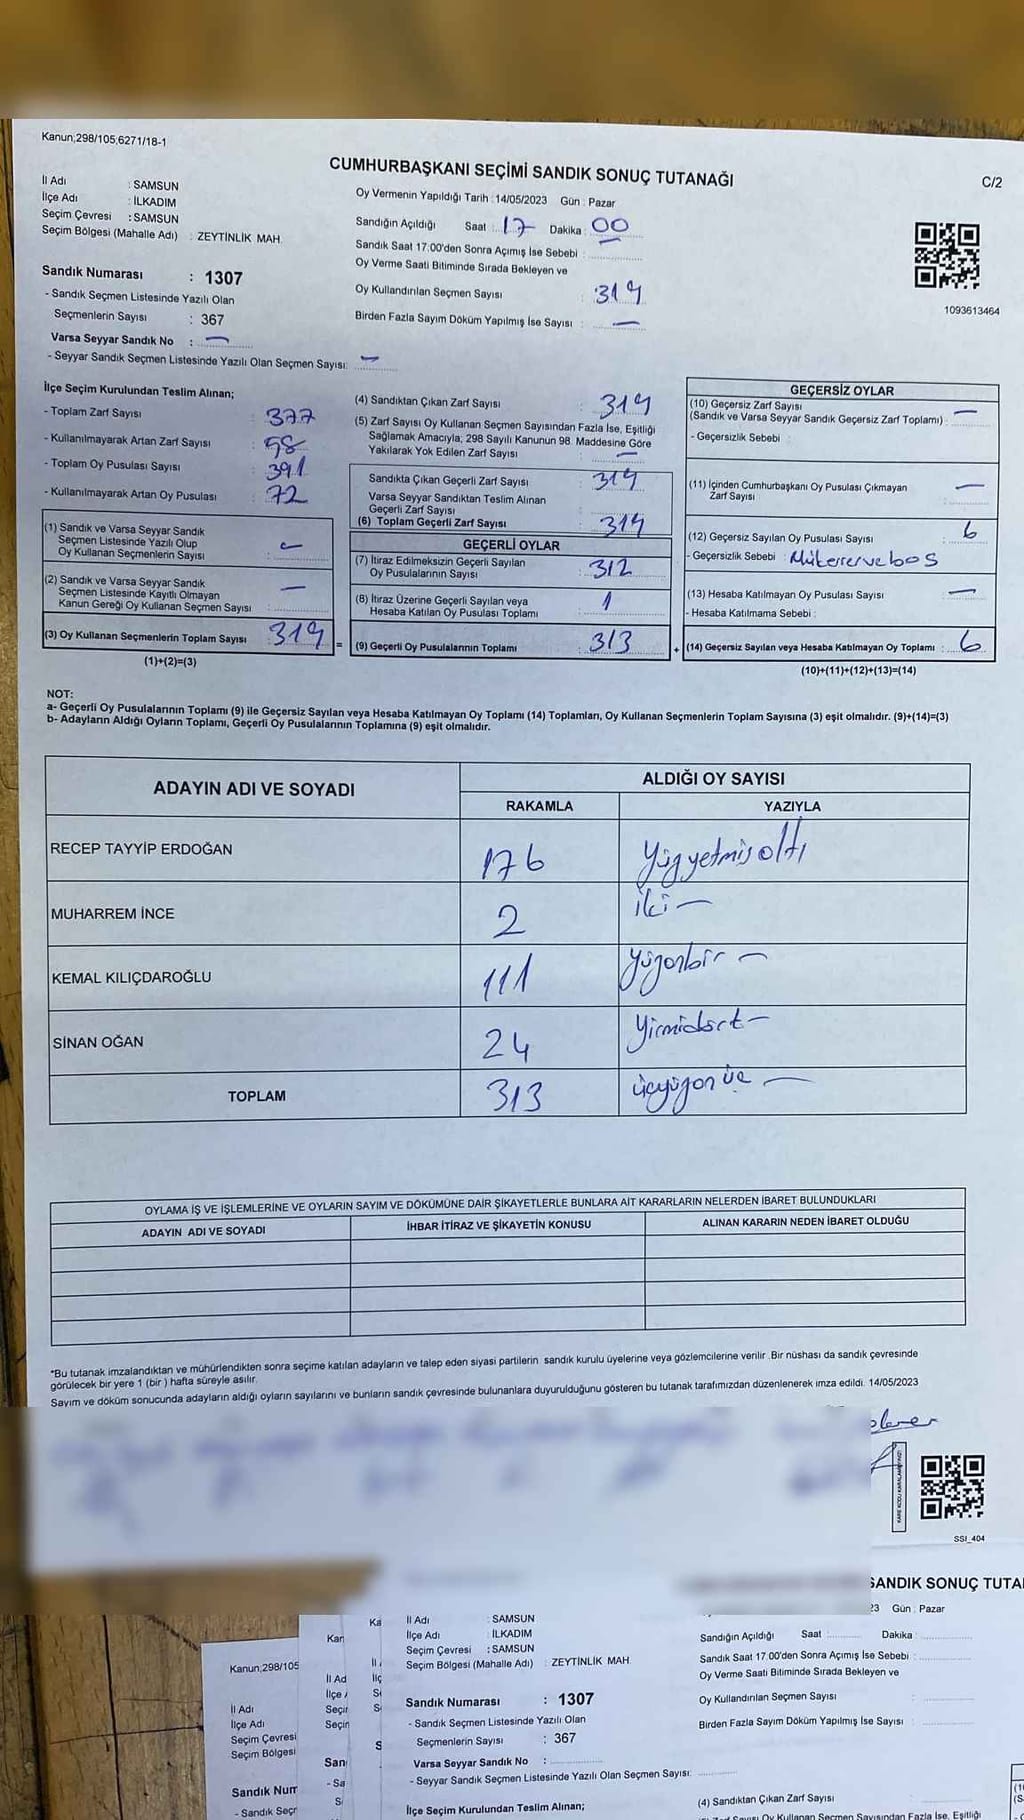 Kanun;298/105;6271/18-1
CUMHURBAŞKANI SEÇİMİ SANDIK SONUÇ TUTANAĞI
C/2
İl Adı : SAMSUN
İlçe Adı : İLKADIM
Seçim Çevresi : SAMSUN
Seçim Bölgesi (Mahalle Adı) : ZEYTİNLİK MAH.
Oy Vermenin Yapıldığı Tarih : 14/05/2023 Gün : Pazar
Sandığın Açıldığı Saat : 17 Dakika : 00
Sandık Saat 17:00'den Sonra Açımış İse Sebebi :
Oy Verme Saati Bitiminde Sırada Bekleyen ve
Oy Kullandırılan Seçmen Sayısı : 319
Birden Fazla Sayım Döküm Yapılmış İse Sayısı : —
1093613464
Sandık Numarası : 1307
- Sandık Seçmen Listesinde Yazılı Olan
Seçmenlerin Sayısı : 367
Varsa Seyyar Sandık No : —
- Seyyar Sandık Seçmen Listesinde Yazılı Olan Seçmen Sayısı: —
İlçe Seçim Kurulundan Teslim Alınan;
- Toplam Zarf Sayısı : 377
- Kullanılmayarak Artan Zarf Sayısı : 58
- Toplam Oy Pusulası Sayısı : 391
- Kullanılmayarak Artan Oy Pusulası : 72
(1) Sandık ve Varsa Seyyar Sandık
Seçmen Listesinde Yazılı Olup
Oy Kullanan Seçmenlerin Sayısı : —
(2) Sandık ve Varsa Seyyar Sandık
Seçmen Listesinde Kayıtlı Olmayan
Kanun Gereği Oy Kullanan Seçmen Sayısı : —
(3) Oy Kullanan Seçmenlerin Toplam Sayısı : 319 =
(1)+(2)=(3)
(4) Sandıktan Çıkan Zarf Sayısı : 319
(5) Zarf Sayısı Oy Kullanan Seçmen Sayısından Fazla İse, Eşitliği
Sağlamak Amacıyla; 298 Sayılı Kanunun 98. Maddesine Göre
Yakılarak Yok Edilen Zarf Sayısı : —
Sandıkta Çıkan Geçerli Zarf Sayısı : 319
Varsa Seyyar Sandıktan Teslim Alınan
Geçerli Zarf Sayısı :
(6) Toplam Geçerli Zarf Sayısı : 319
GEÇERLİ OYLAR
(7) İtiraz Edilmeksizin Geçerli Sayılan
Oy Pusulalarının Sayısı : 312
(8) İtiraz Üzerine Geçerli Sayılan veya
Hesaba Katılan Oy Pusulası Toplamı : 1
(9) Geçerli Oy Pusulalarının Toplamı : 313 +
GEÇERSİZ OYLAR
(10) Geçersiz Zarf Sayısı
(Sandık ve Varsa Seyyar Sandık Geçersiz Zarf Toplamı) : —
- Geçersizlik Sebebi :
(11) İçinden Cumhurbaşkanı Oy Pusulası Çıkmayan
Zarf Sayısı : —
(12) Geçersiz Sayılan Oy Pusulası Sayısı : 6
- Geçersizlik Sebebi : Mükerrer ve boş
(13) Hesaba Katılmayan Oy Pusulası Sayısı : —
- Hesaba Katılmama Sebebi :
(14) Geçersiz Sayılan veya Hesaba Katılmayan Oy Toplamı : 6
(10)+(11)+(12)+(13)=(14)
NOT:
a- Geçerli Oy Pusulalarının Toplamı (9) ile Geçersiz Sayılan veya Hesaba Katılmayan Oy Toplamı (14) Toplamları, Oy Kullanan Seçmenlerin Toplam Sayısına (3) eşit olmalıdır. (9)+(14)=(3)
b- Adayların Aldığı Oyların Toplamı, Geçerli Oy Pusulalarının Toplamına (9) eşit olmalıdır.
ADAYIN ADI VE SOYADI
ALDIĞI OY SAYISI
RAKAMLA YAZIYLA
RECEP TAYYİP ERDOĞAN 176 Yüzyetmişaltı
MUHARREM İNCE 2 iki —
KEMAL KILIÇDAROĞLU 111 yüzonbir —
SİNAN OĞAN 24 Yirmidört —
TOPLAM 313 üçyüzonüç —
OYLAMA İŞ VE İŞLEMLERİNE VE OYLARIN SAYIM VE DÖKÜMÜNE DAİR ŞİKAYETLERLE BUNLARA AİT KARARLARIN NELERDEN İBARET BULUNDUKLARI
ADAYIN ADI VE SOYADI İHBAR İTİRAZ VE ŞİKAYETİN KONUSU ALINAN KARARIN NEDEN İBARET OLDUĞU
*Bu tutanak imzalandıktan ve mühürlendikten sonra seçime katılan adayların ve talep eden siyasi partilerin sandık kurulu üyelerine veya gözlemcilerine verilir. Bir nüshası da sandık çevresinde
görülecek bir yere 1 (bir ) hafta süreyle asılır.
Sayım ve döküm sonucunda adayların aldığı oyların sayılarını ve bunların sandık çevresinde bulunanlara duyurulduğunu gösteren bu tutanak tarafımızdan düzenlenerek imza edildi. 14/05/2023
SSI_404
SANDIK SONUÇ TUTA
23 Gün : Pazar
İl Adı : SAMSUN
İlçe Adı : İLKADIM
Seçim Çevresi : SAMSUN
Seçim Bölgesi (Mahalle Adı) : ZEYTİNLİK MAH.
Sandığın Açıldığı Saat : Dakika :
Sandık Saat 17:00'den Sonra Açımış İse Sebebi :
Oy Verme Saati Bitiminde Sırada Bekleyen ve
Oy Kullandırılan Seçmen Sayısı :
Birden Fazla Sayım Döküm Yapılmış İse Sayısı :
Sandık Numarası : 1307
- Sandık Seçmen Listesinde Yazılı Olan
Seçmenlerin Sayısı : 367
Varsa Seyyar Sandık No :
- Seyyar Sandık Seçmen Listesinde Yazılı Olan Seçmen Sayısı:
İlçe Seçim Kurulundan Teslim Alınan;
(4) Sandıktan Çıkan Zarf Sayısı :
Kanun;298/105
İl Adı
İlçe Adı
Seçim Çevresi
Seçim Bölgesi
Sandık Num
- Sandık Seçr